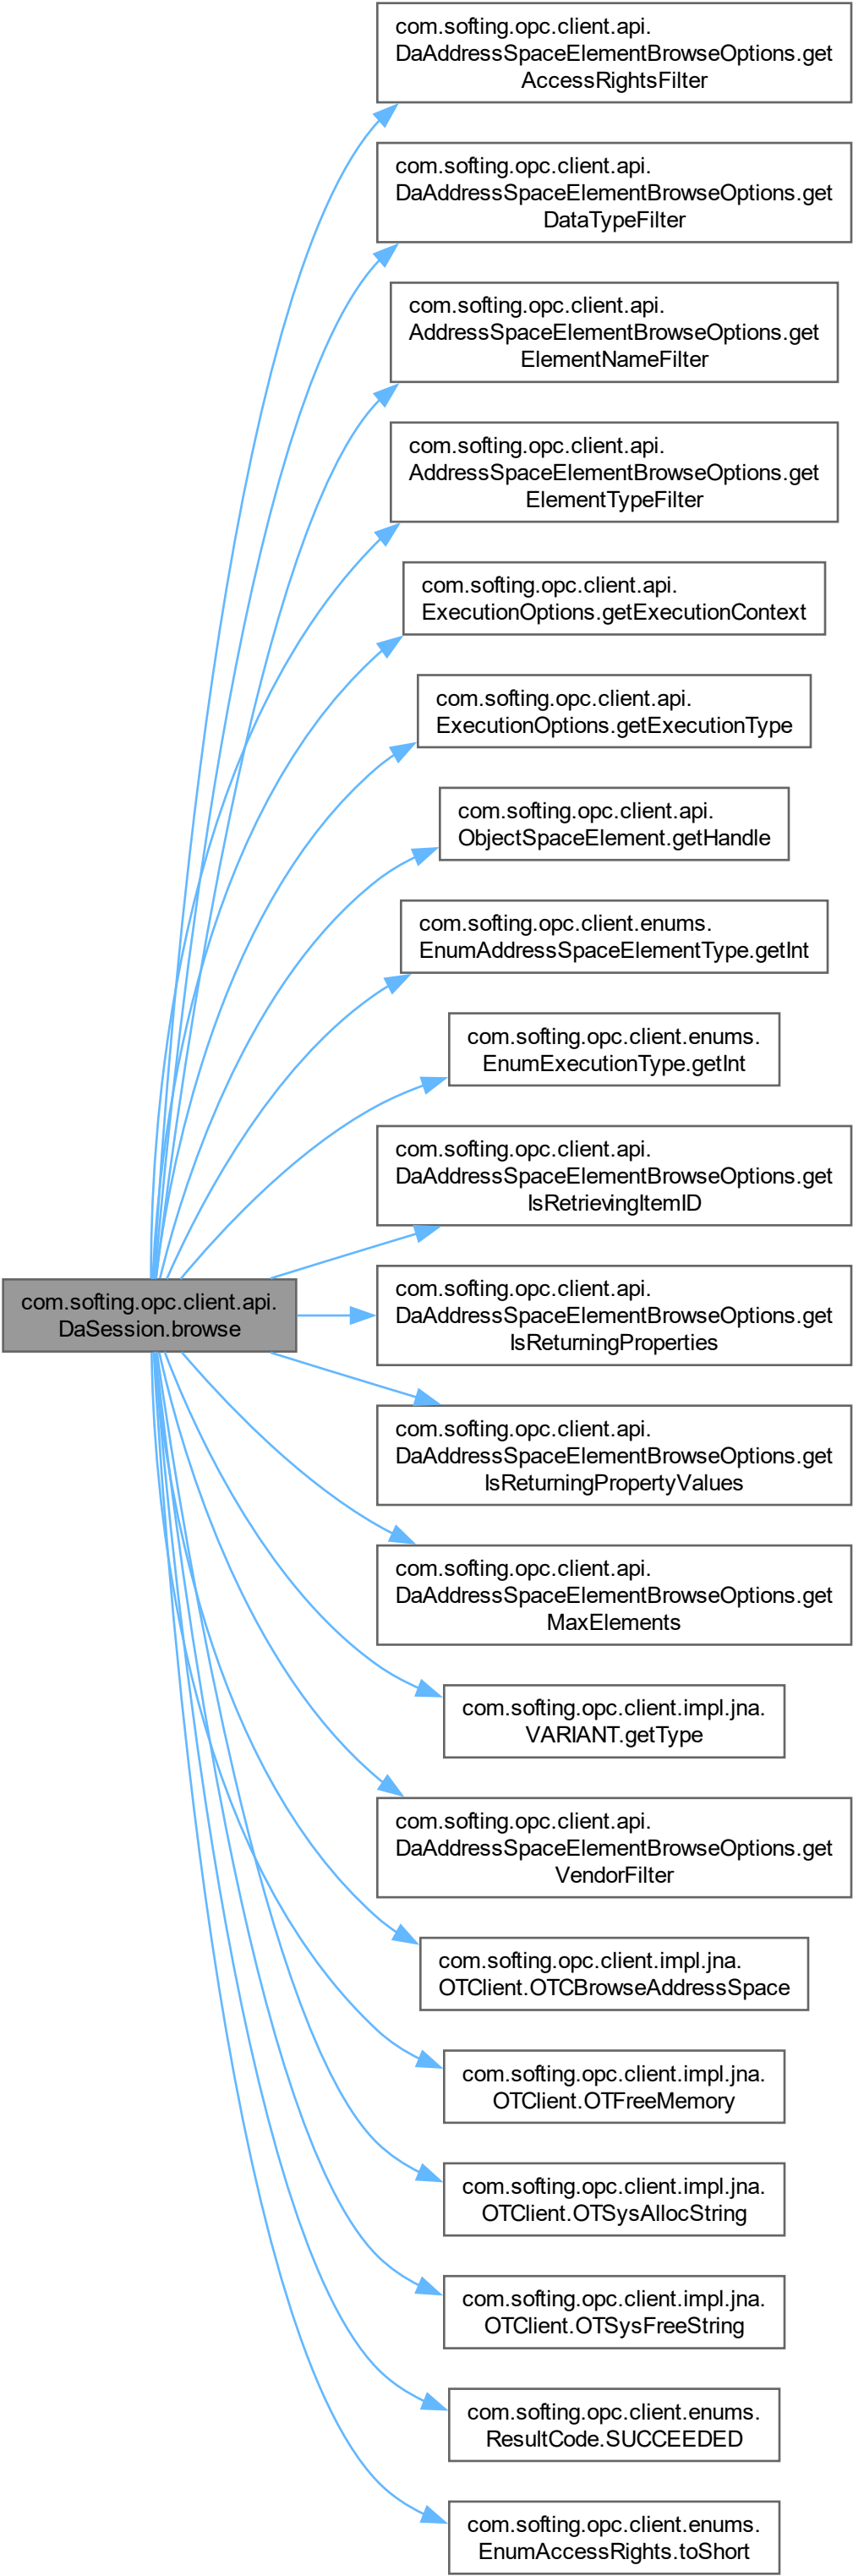 com.softing.opc.client.api.
DaAddressSpaceElementBrowseOptions.get
AccessRightsFilter
com.softing.opc.client.api.
DaAddressSpaceElementBrowseOptions.get
DataTypeFilter
com.softing.opc.client.api.
AddressSpaceElementBrowseOptions.get
ElementNameFilter
com.softing.opc.client.api.
AddressSpaceElementBrowseOptions.get
ElementTypeFilter
com.softing.opc.client.api.
ExecutionOptions.getExecutionContext
com.softing.opc.client.api.
ExecutionOptions.getExecutionType
com.softing.opc.client.api.
ObjectSpaceElement.getHandle
com.softing.opc.client.enums.
EnumAddressSpaceElementType.getInt
com.softing.opc.client.enums.
EnumExecutionType.getInt
com.softing.opc.client.api.
DaAddressSpaceElementBrowseOptions.get
IsRetrievingItemID
com.softing.opc.client.api.
DaSession.browse
com.softing.opc.client.api.
DaAddressSpaceElementBrowseOptions.get
IsReturningProperties
com.softing.opc.client.api.
DaAddressSpaceElementBrowseOptions.get
IsReturningPropertyValues
com.softing.opc.client.api.
DaAddressSpaceElementBrowseOptions.get
MaxElements
com.softing.opc.client.impl.jna.
VARIANT.getType
com.softing.opc.client.api.
DaAddressSpaceElementBrowseOptions.get
VendorFilter
com.softing.opc.client.impl.jna.
OTClient.OTCBrowseAddressSpace
com.softing.opc.client.impl.jna.
OTClient.OTFreeMemory
com.softing.opc.client.impl.jna.
OTClient.OTSysAllocString
com.softing.opc.client.impl.jna.
OTClient.OTSysFreeString
com.softing.opc.client.enums.
ResultCode.SUCCEEDED
com.softing.opc.client.enums.
EnumAccessRights.toShort